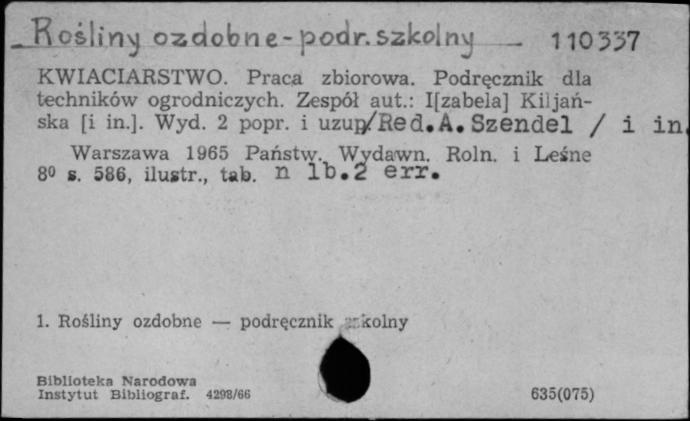 Rośliny ozdobne - podr. szkolny — 110337
KWIACIARSTWO. Praca zbiorowa. Podręcznik dla
techników ogrodniczych. Zespół aut.: I[zabela] Kiljań-
ska [i in.]. Wyd. 2 popr. i uzup/Red.A.Szendel / i in.
Warszawa 1965 Państw. Wydawn. Roln. i Leśne
8⁰ s. 586, ilustr., tab. n lb.2 err.
1. Rośliny ozdobne — podręcznik szkolny
Biblioteka Narodowa
Instytut Bibliograf. 4298/66
635(075)